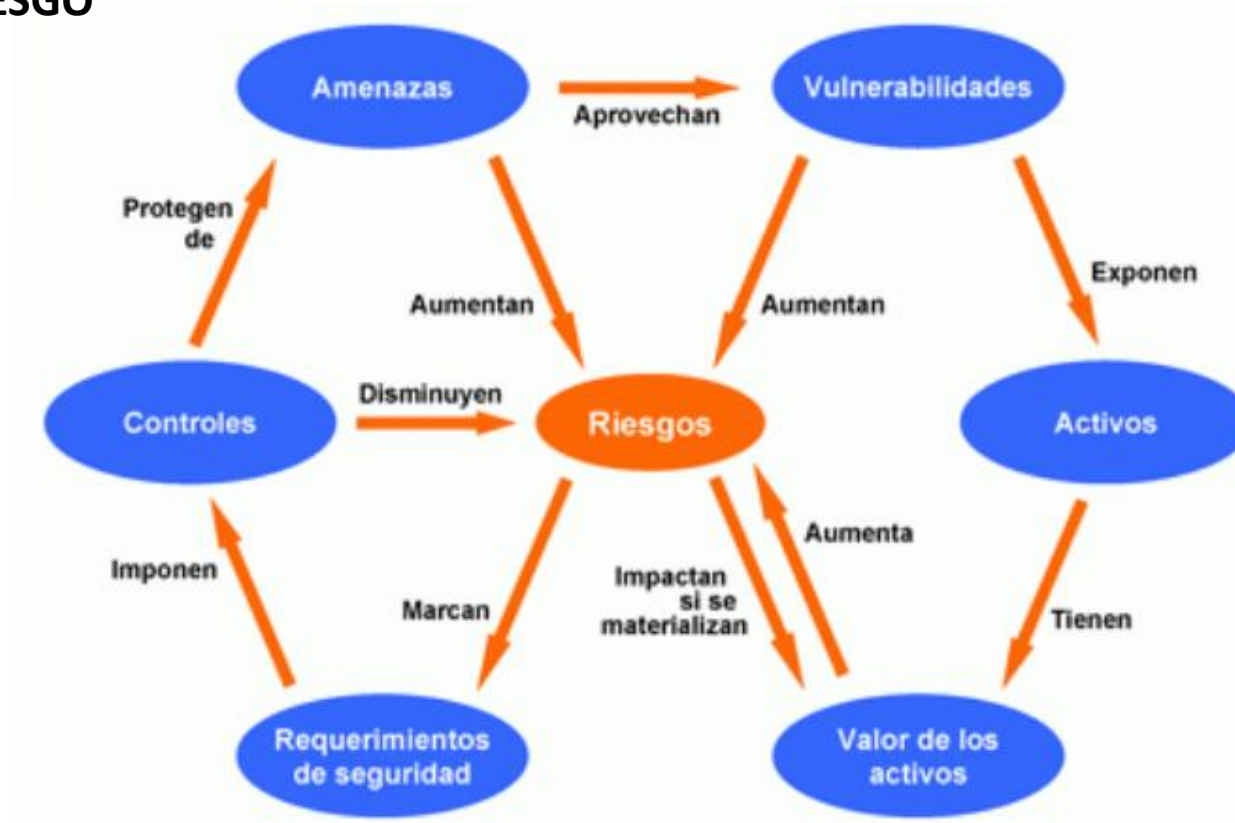 ESGO
Amenazas
Aprovechan
Vulnerabilidades
Protegen
de
Aumentan
Aumentan
Exponen
Controles
Disminuyen
Riesgos
Activos
Imponen
Marcan
Impactan
si se
materializan
Aumenta
Tienen
Requerimientos
de seguridad
Valor de los
activos